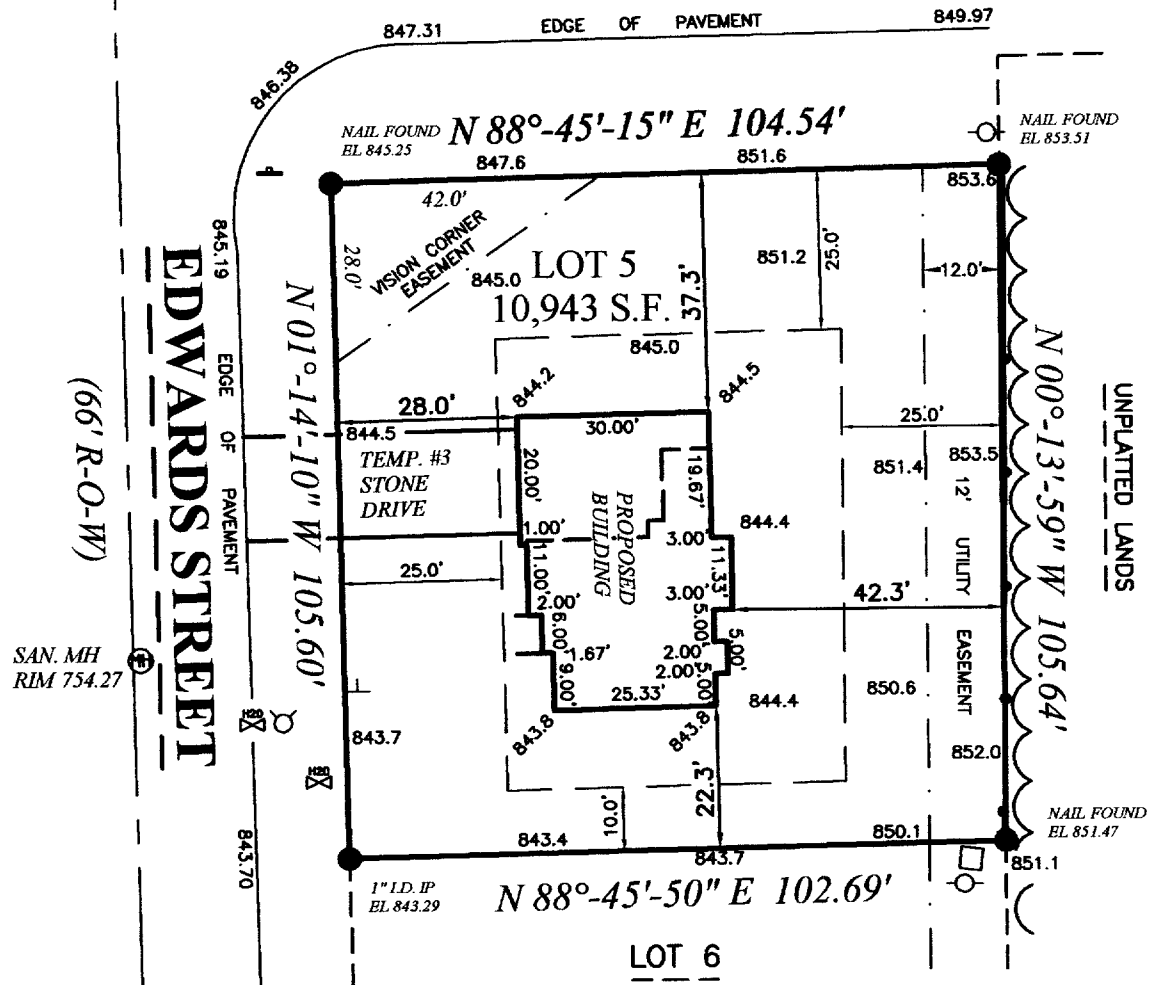 847.31
EDGE OF PAVEMENT
849.97
846.38
NAIL FOUND
EL 845.25
N 88°-45'-15" E 104.54'
NAIL FOUND
EL 853.51
847.6
851.6
853.6
42.0'
28.0'
VISION CORNER
EASEMENT
845.0
LOT 5
10,943 S.F.
37.3'
851.2
25.0'
12.0'
845.19
EDGE OF PAVEMENT
EDWARDS STREET
(66' R-O-W)
N 01°-14'-10" W 105.60'
845.0
844.2
844.5
28.0'
30.00'
25.0'
844.5
TEMP. #3
STONE
DRIVE
20.00'
19.67'
851.4
853.5
N 00°-13'-59" W 105.64'
UNPLATTED LANDS
12' UTILITY EASEMENT
PROPOSED
BUILDING
1.00'
3.00'
844.4
11.00'
11.33'
25.0'
2.00'
3.00'
42.3'
6.00'
5.00'
5.00'
1.67'
2.00'
9.00'
2.00'
5.00'
25.33'
844.4
850.6
SAN. MH
RIM 754.27
H20
843.7
843.8
843.8
852.0
H20
22.3'
10.0'
NAIL FOUND
EL 851.47
843.70
843.4
843.7
850.1
851.1
1" I.D. IP
EL 843.29
N 88°-45'-50" E 102.69'
LOT 6